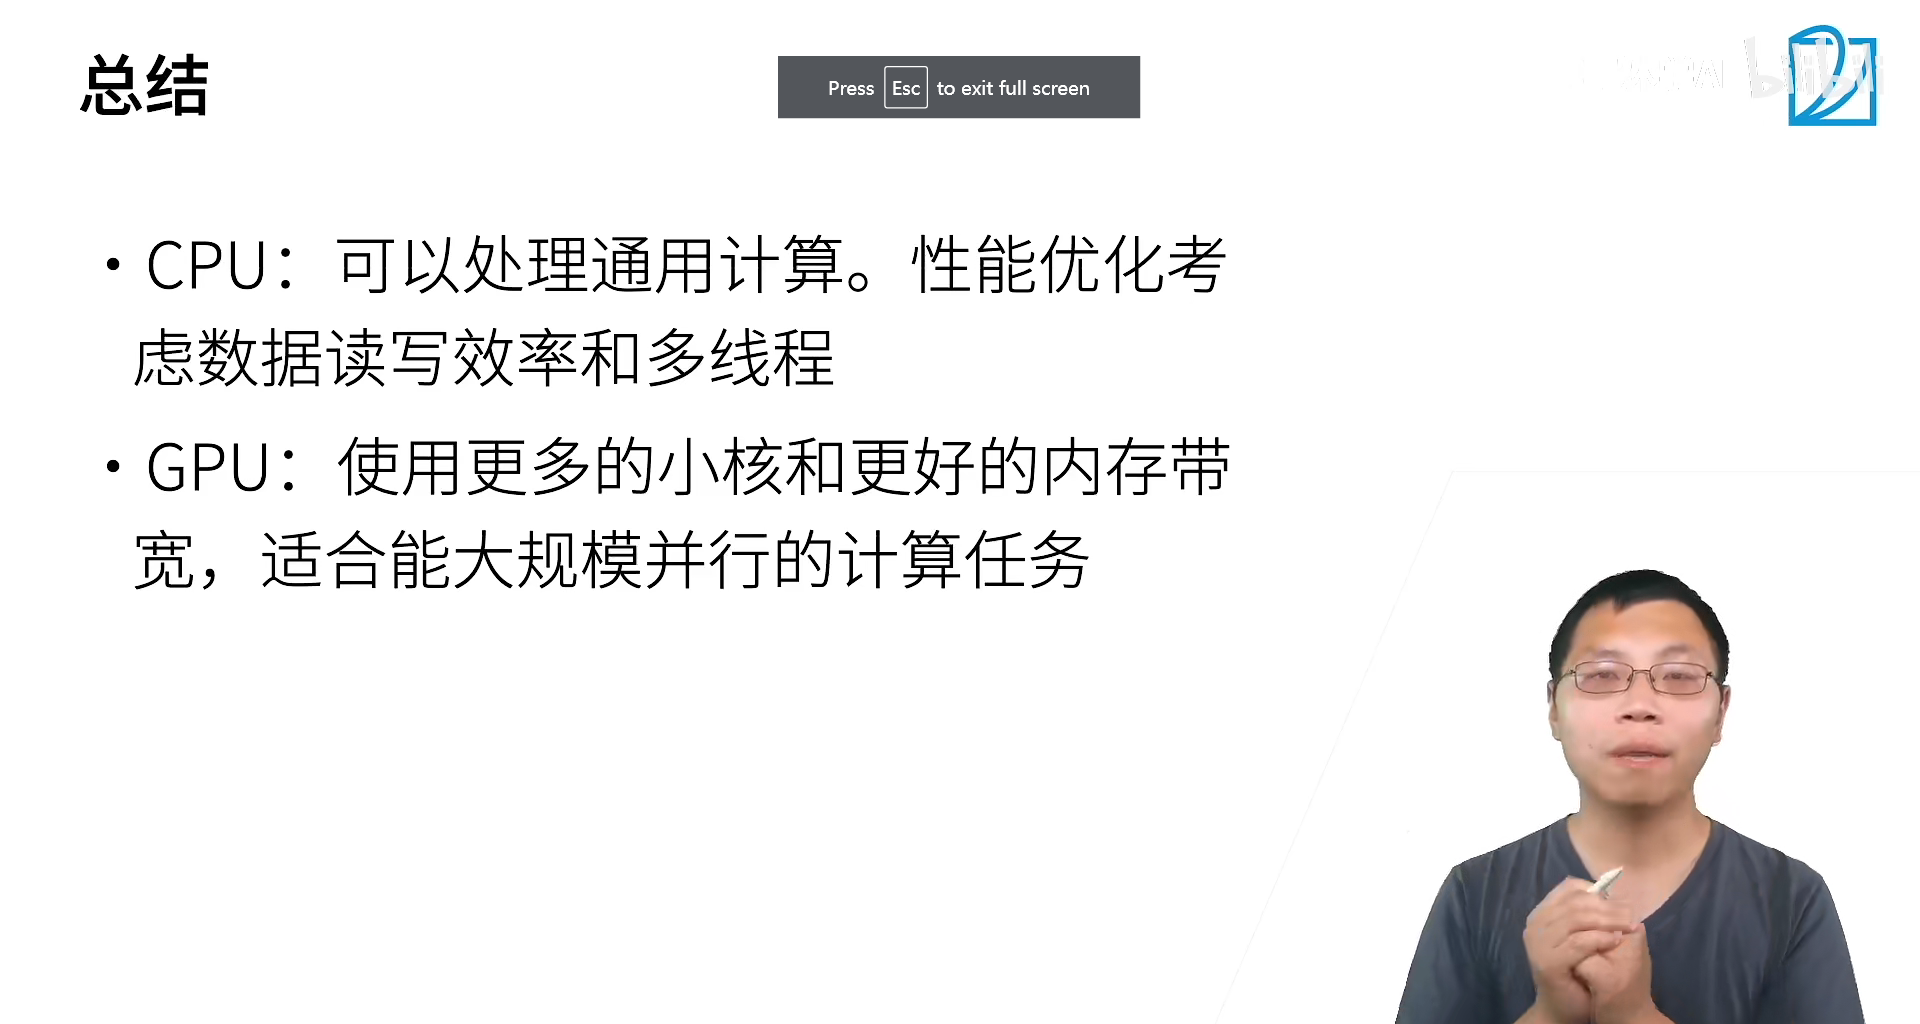 总结
Press Esc to exit full screen
bilibili
• CPU：可以处理通用计算。性能优化考
虑数据读写效率和多线程
• GPU：使用更多的小核和更好的内存带
宽，适合能大规模并行的计算任务